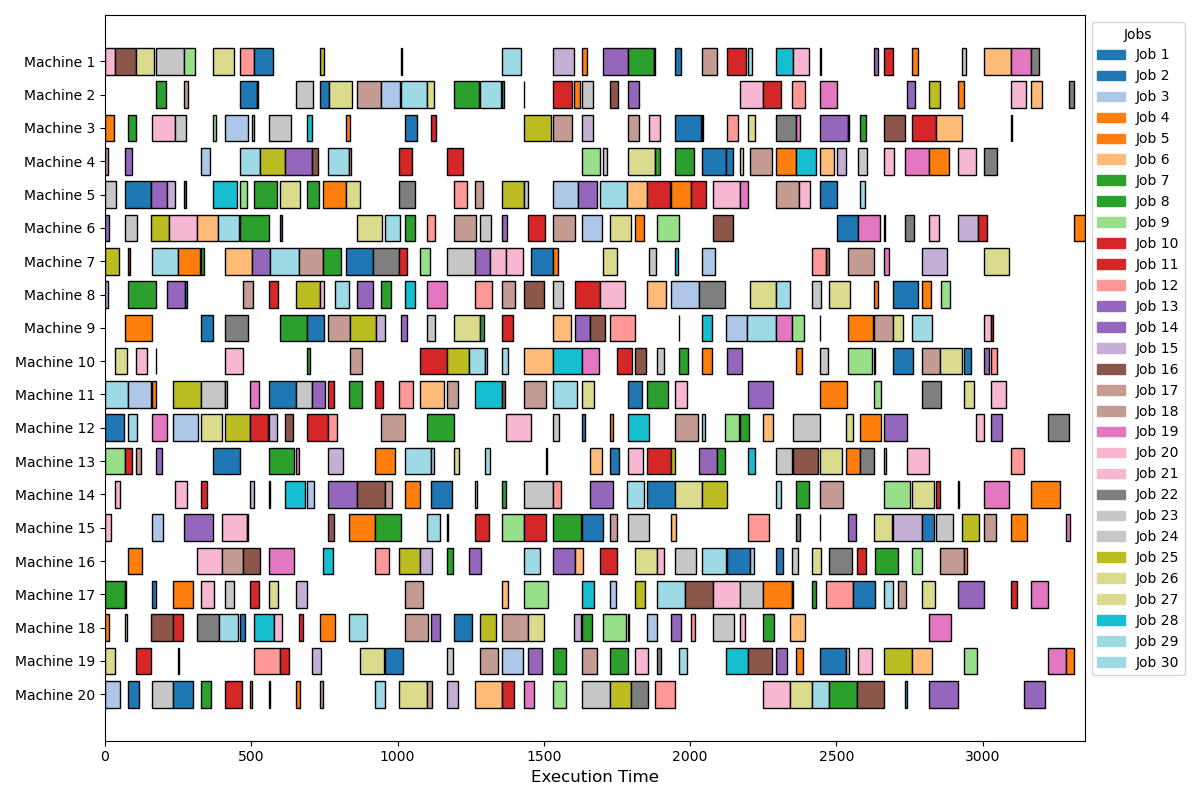 Machine 1
Machine 2
Machine 3
Machine 4
Machine 5
Machine 6
Machine 7
Machine 8
Machine 9
Machine 10
Machine 11
Machine 12
Machine 13
Machine 14
Machine 15
Machine 16
Machine 17
Machine 18
Machine 19
Machine 20
0 500 1000 1500 2000 2500 3000
Execution Time
Jobs
Job 1
Job 2
Job 3
Job 4
Job 5
Job 6
Job 7
Job 8
Job 9
Job 10
Job 11
Job 12
Job 13
Job 14
Job 15
Job 16
Job 17
Job 18
Job 19
Job 20
Job 21
Job 22
Job 23
Job 24
Job 25
Job 26
Job 27
Job 28
Job 29
Job 30